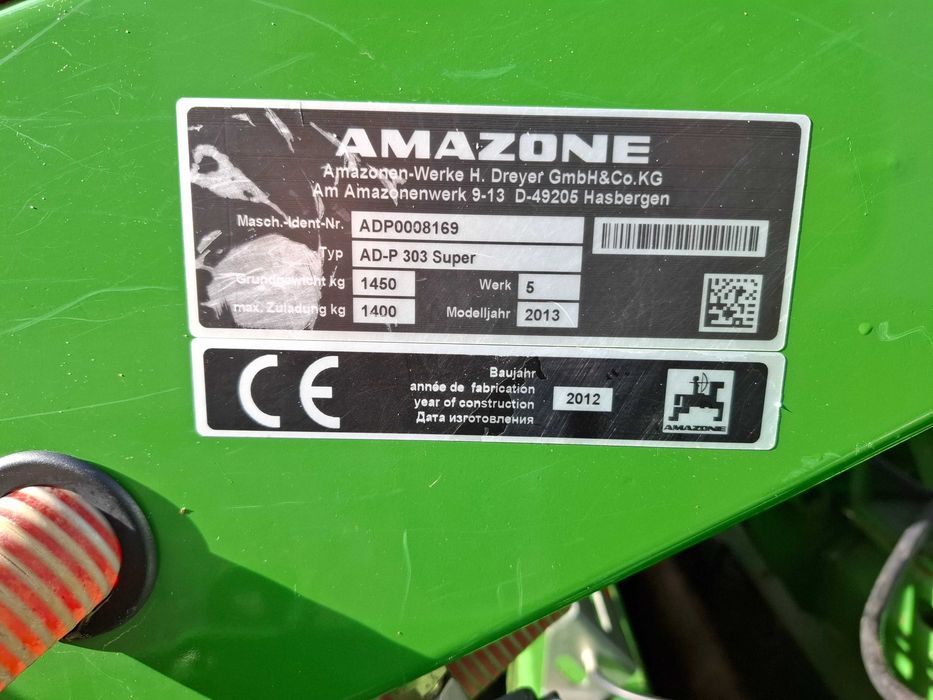 AMAZONE
Amazonen-Werke H. Dreyer GmbH&Co.KG
Am Amazonenwerk 9-13 D-49205 Hasbergen
Masch.-Ident-Nr. ADP0008169
Typ AD-P 303 Super
Grundgewicht kg 1450 Werk 5
max. Zuladung kg 1400 Modelljahr 2013
CE
Baujahr
année de fabrication
year of construction 2012
Дата изготовления
AMAZONE